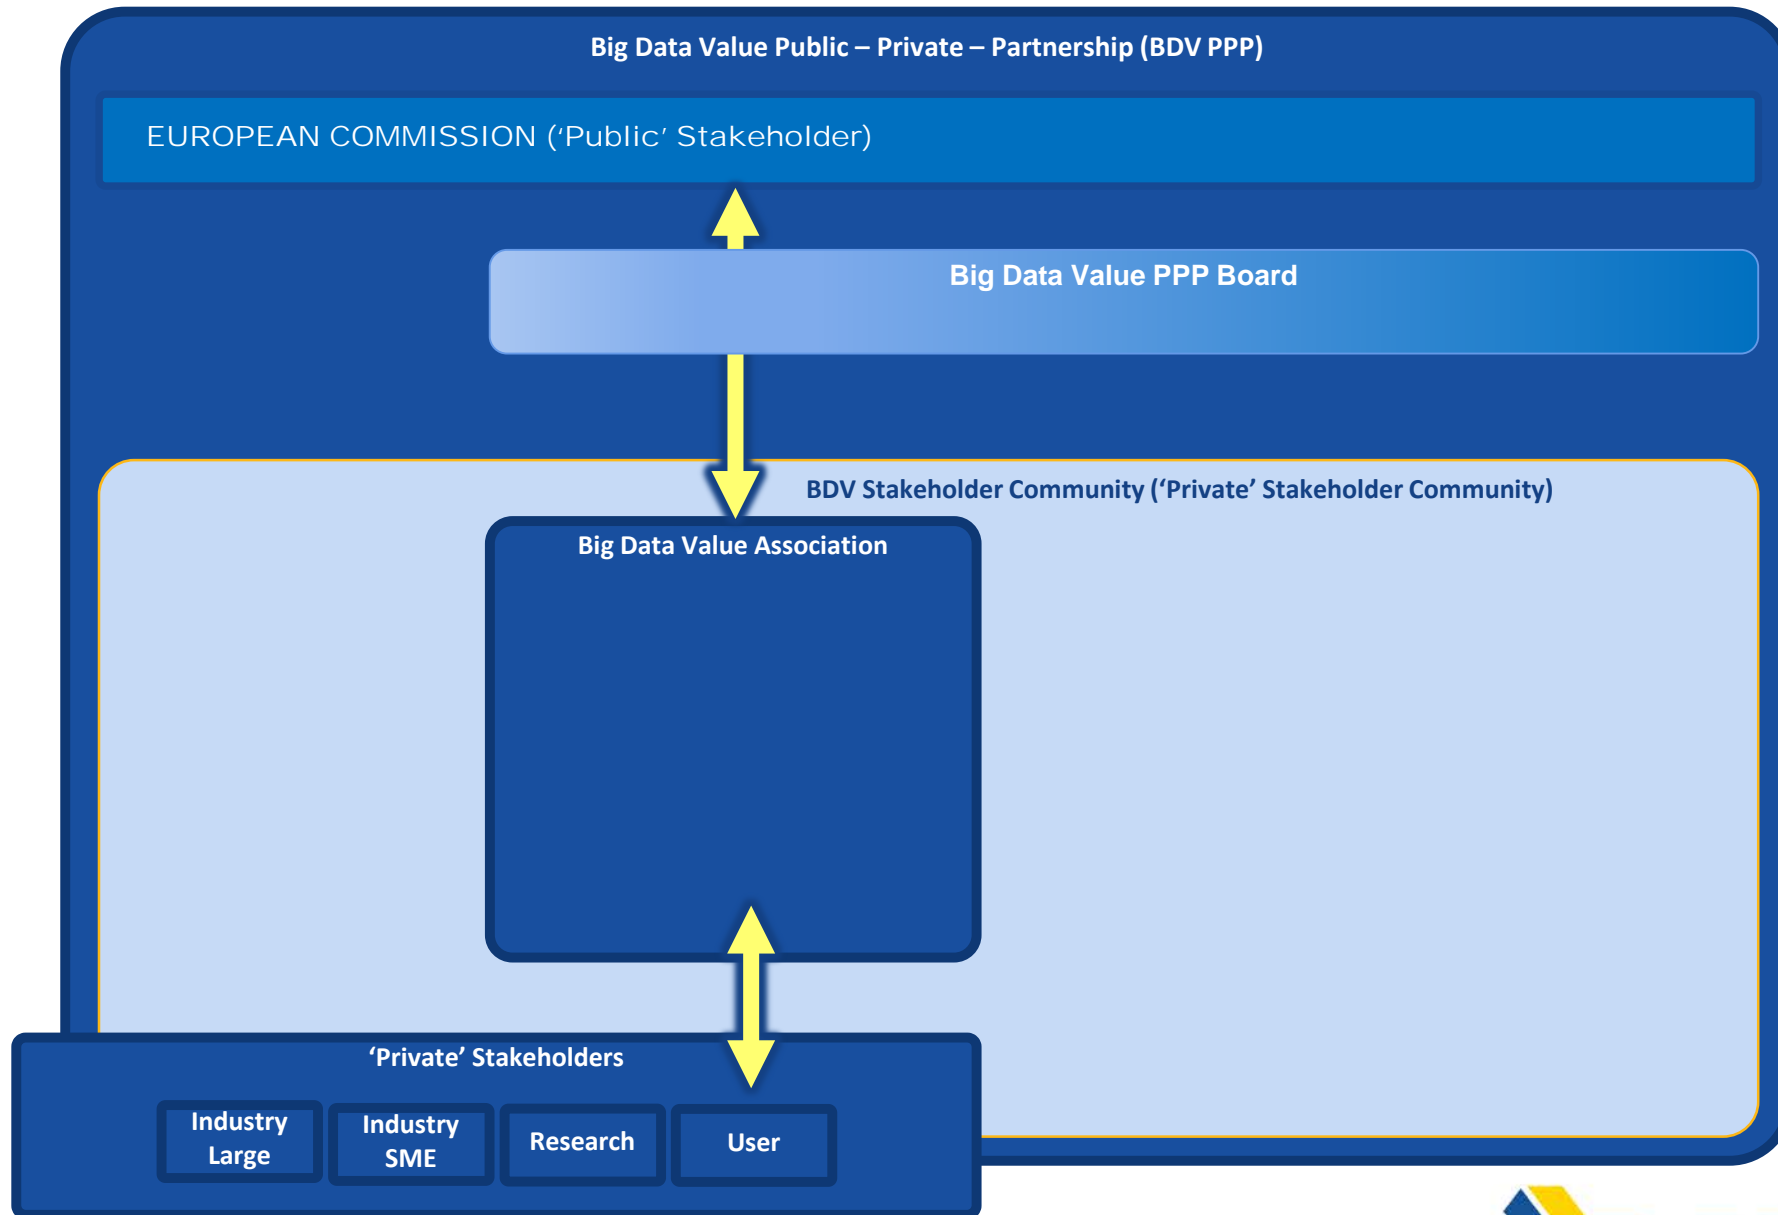 Big Data Value Public – Private – Partnership (BDV PPP)
EUROPEAN COMMISSION (‘Public’ Stakeholder)
Big Data Value PPP Board
BDV Stakeholder Community (‘Private’ Stakeholder Community)
Big Data Value Association
‘Private’ Stakeholders
Industry
Large
Industry
SME
Research
User